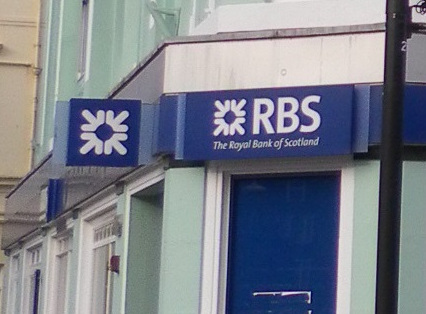 RBS
The Royal Bank of Scotland